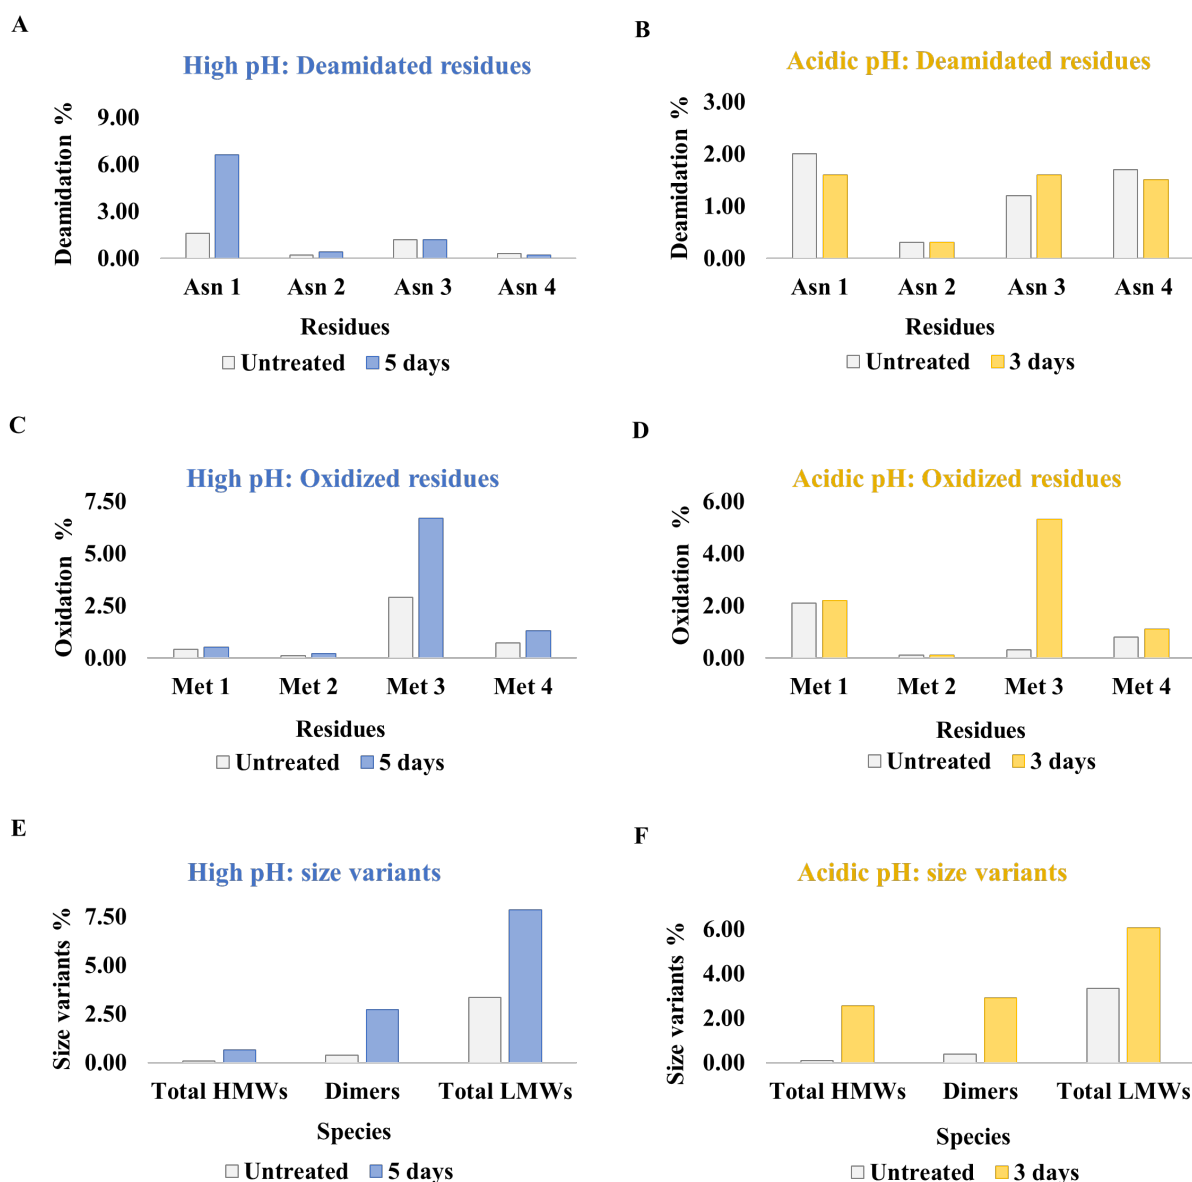 A
High pH: Deamidated residues
Deamidation %
9.00
6.00
3.00
0.00
Asn 1 Asn 2 Asn 3 Asn 4
Residues
Untreated 5 days
B
Acidic pH: Deamidated residues
Deamidation %
3.00
2.00
1.00
0.00
Asn 1 Asn 2 Asn 3 Asn 4
Residues
Untreated 3 days
C
High pH: Oxidized residues
Oxidation %
7.50
5.00
2.50
0.00
Met 1 Met 2 Met 3 Met 4
Residues
Untreated 5 days
D
Acidic pH: Oxidized residues
Oxidation %
6.00
4.00
2.00
0.00
Met 1 Met 2 Met 3 Met 4
Residues
Untreated 3 days
E
High pH: size variants
Size variants %
7.50
5.00
2.50
0.00
Total HMWs Dimers Total LMWs
Species
Untreated 5 days
F
Acidic pH: size variants
Size variants %
6.00
4.00
2.00
0.00
Total HMWs Dimers Total LMWs
Species
Untreated 3 days